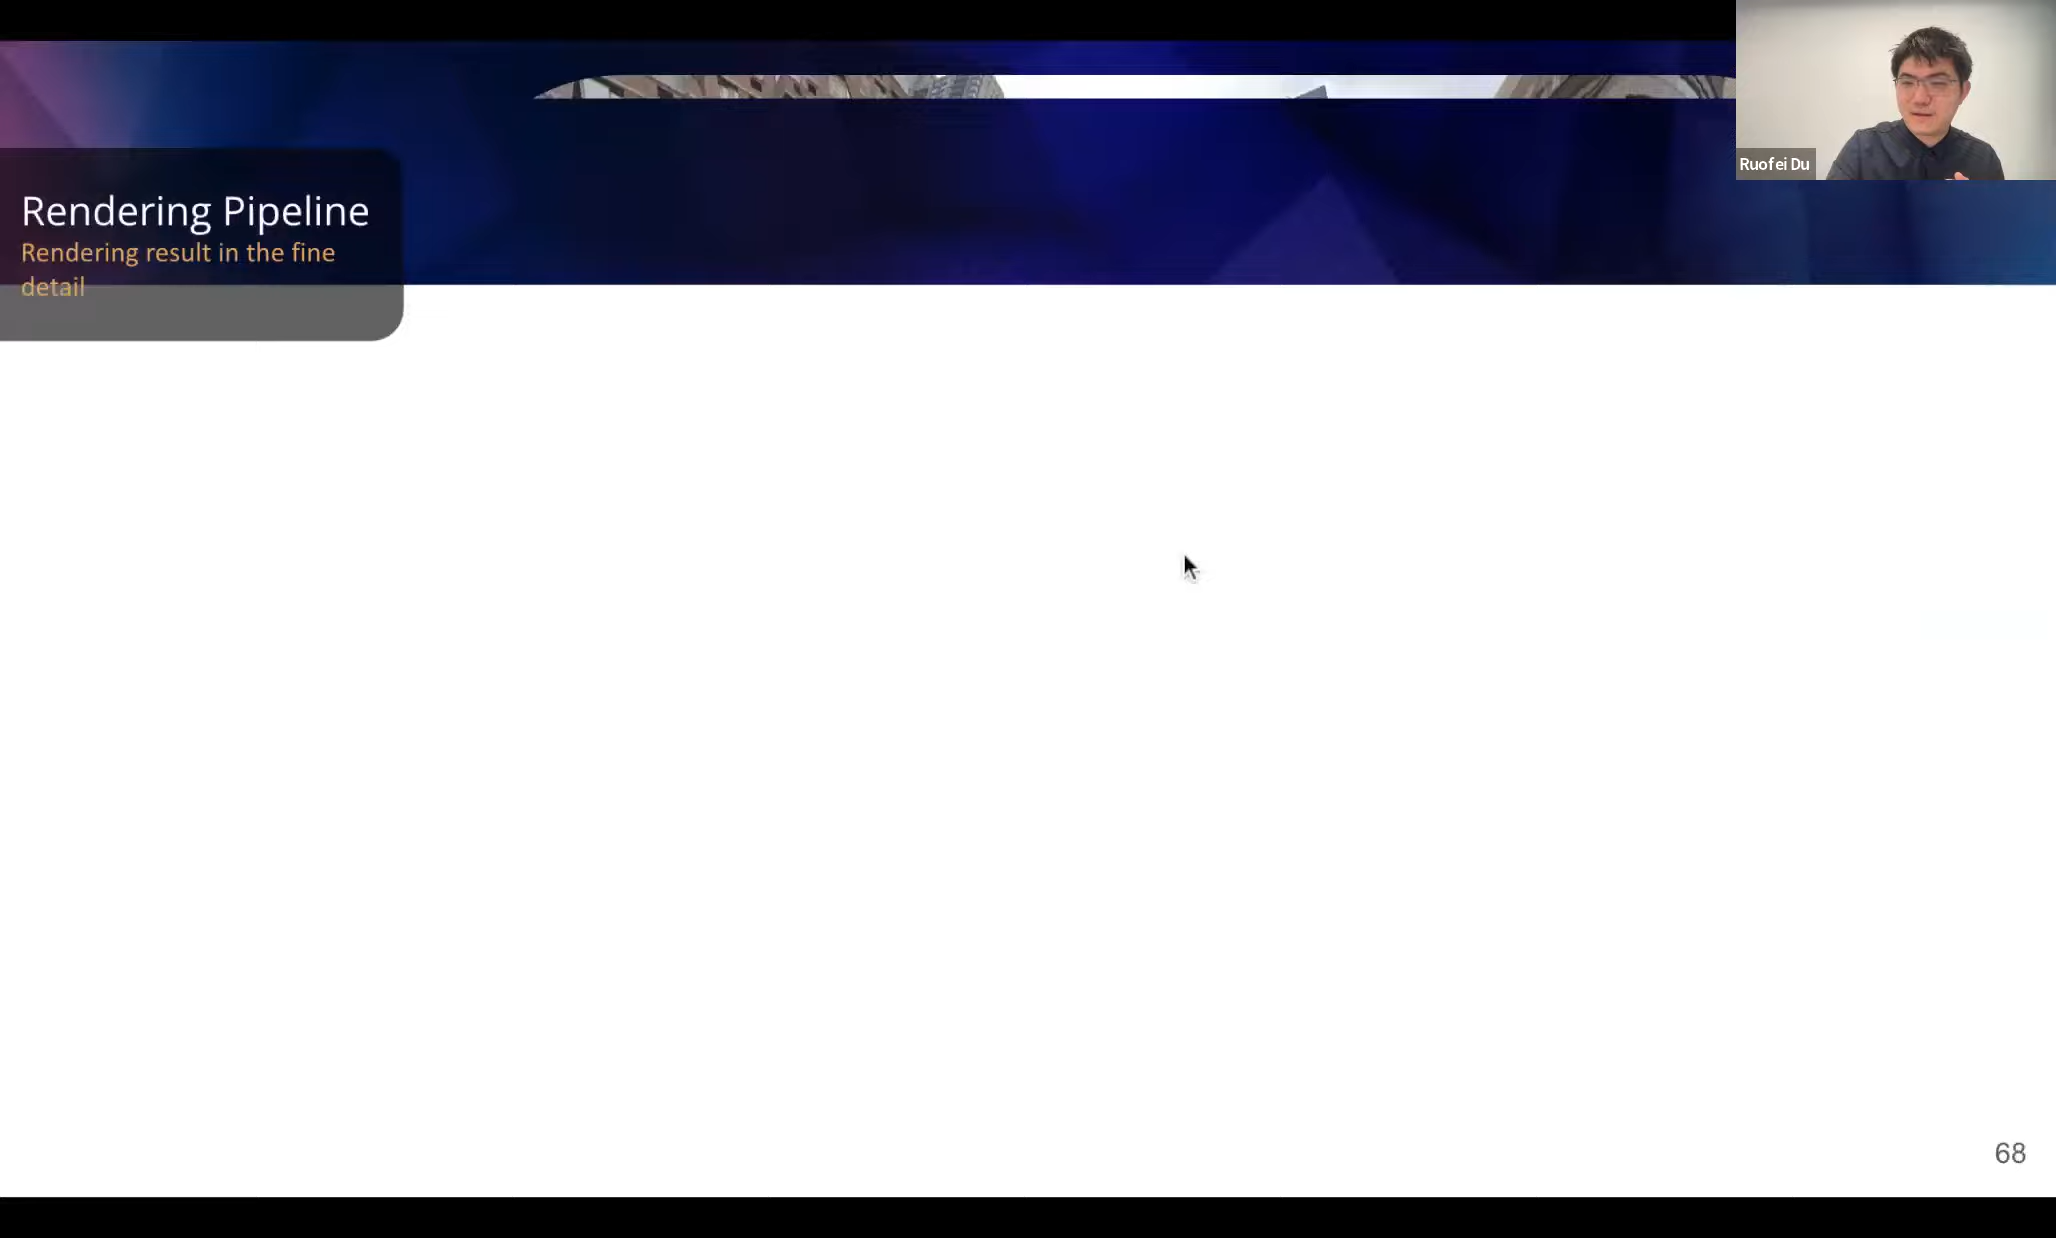 Ruofei Du
Rendering Pipeline
Rendering result in the fine
detail
68